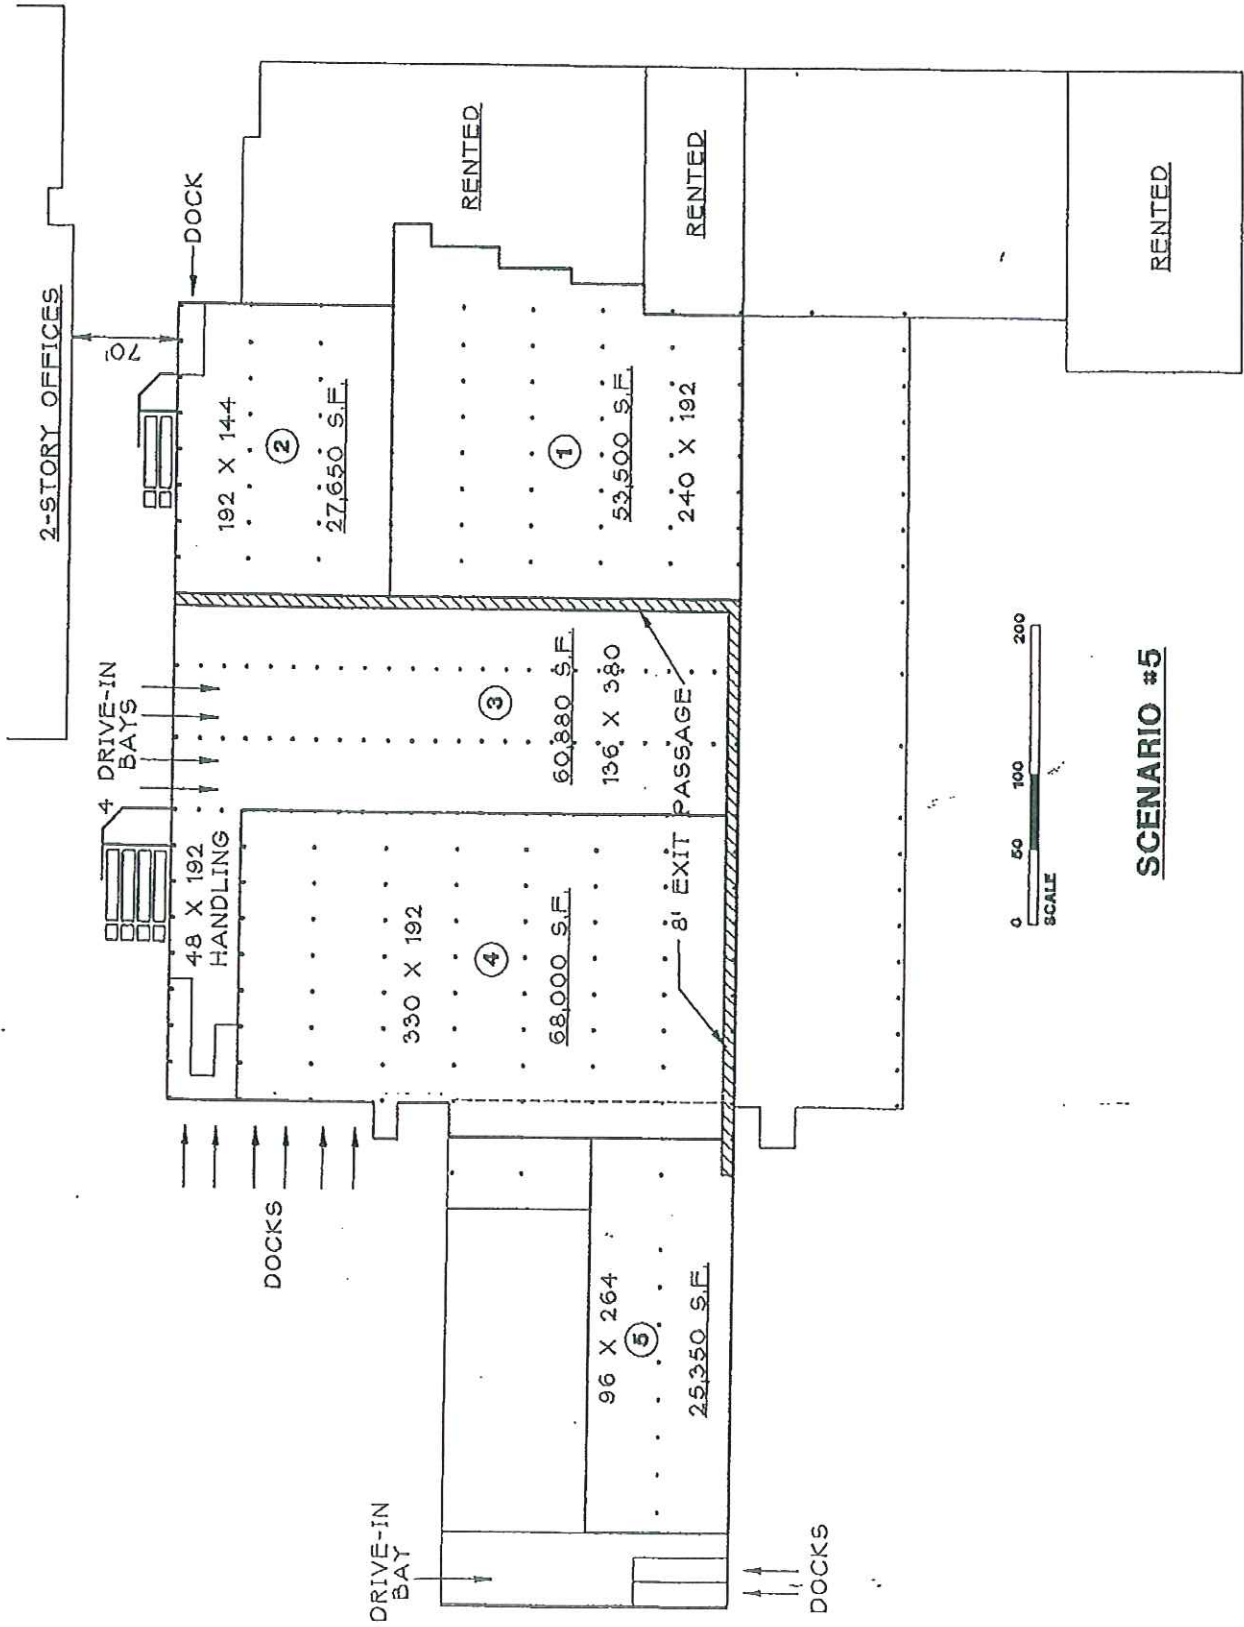 2-STORY OFFICES
70'
DOCK
RENTED
RENTED
RENTED
192 X 144
2
27,650 S.F.
1
53,500 S.F.
240 X 192
4 DRIVE-IN
BAYS
3
60,880 S.F.
136 X 380
8' EXIT PASSAGE
48 X 192
HANDLING
330 X 192
4
68,000 S.F.
DOCKS
96 X 264
5
25,350 S.F.
DRIVE-IN
BAY
DOCKS
0 50 100 200
SCALE
SCENARIO #5